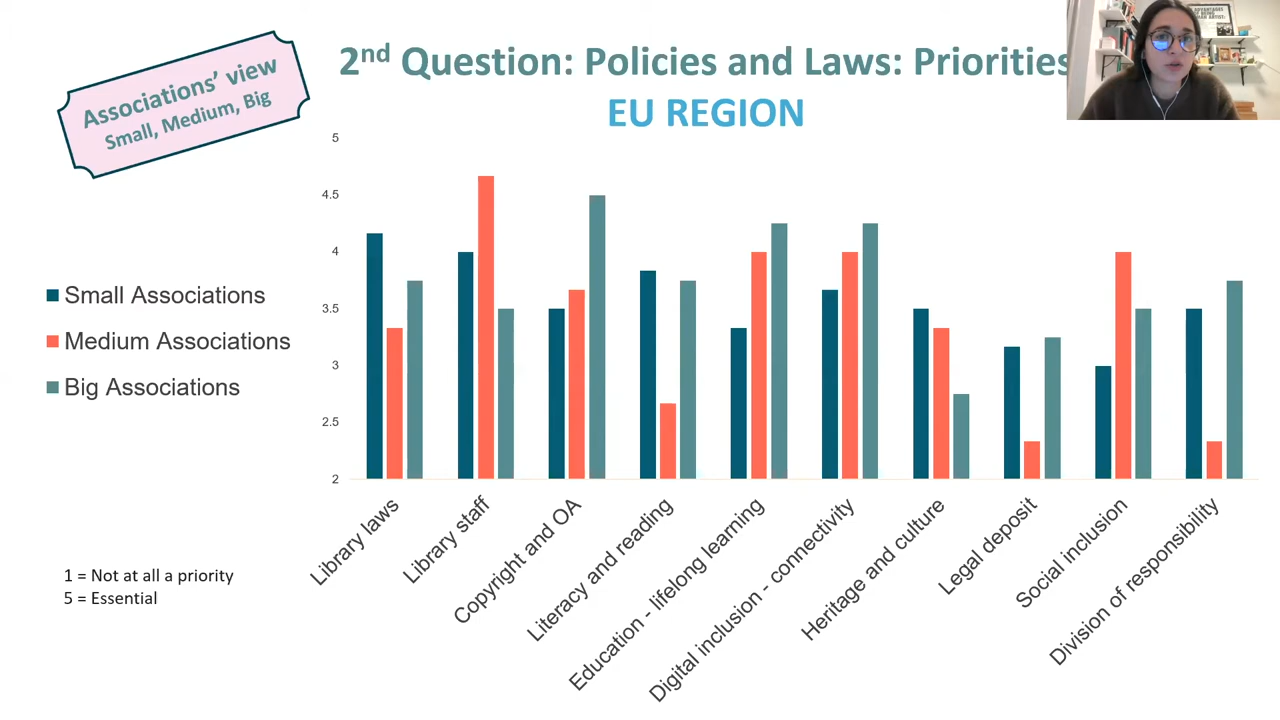 Associations' view
Small, Medium, Big
2nd Question: Policies and Laws: Priorities
EU REGION
5
4.5
4
3.5
3
2.5
2
Small Associations
Medium Associations
Big Associations
Library laws
Library staff
Copyright and OA
Literacy and reading
Education - lifelong learning
Digital inclusion - connectivity
Heritage and culture
Legal deposit
Social inclusion
Division of responsibility
1 = Not at all a priority
5 = Essential